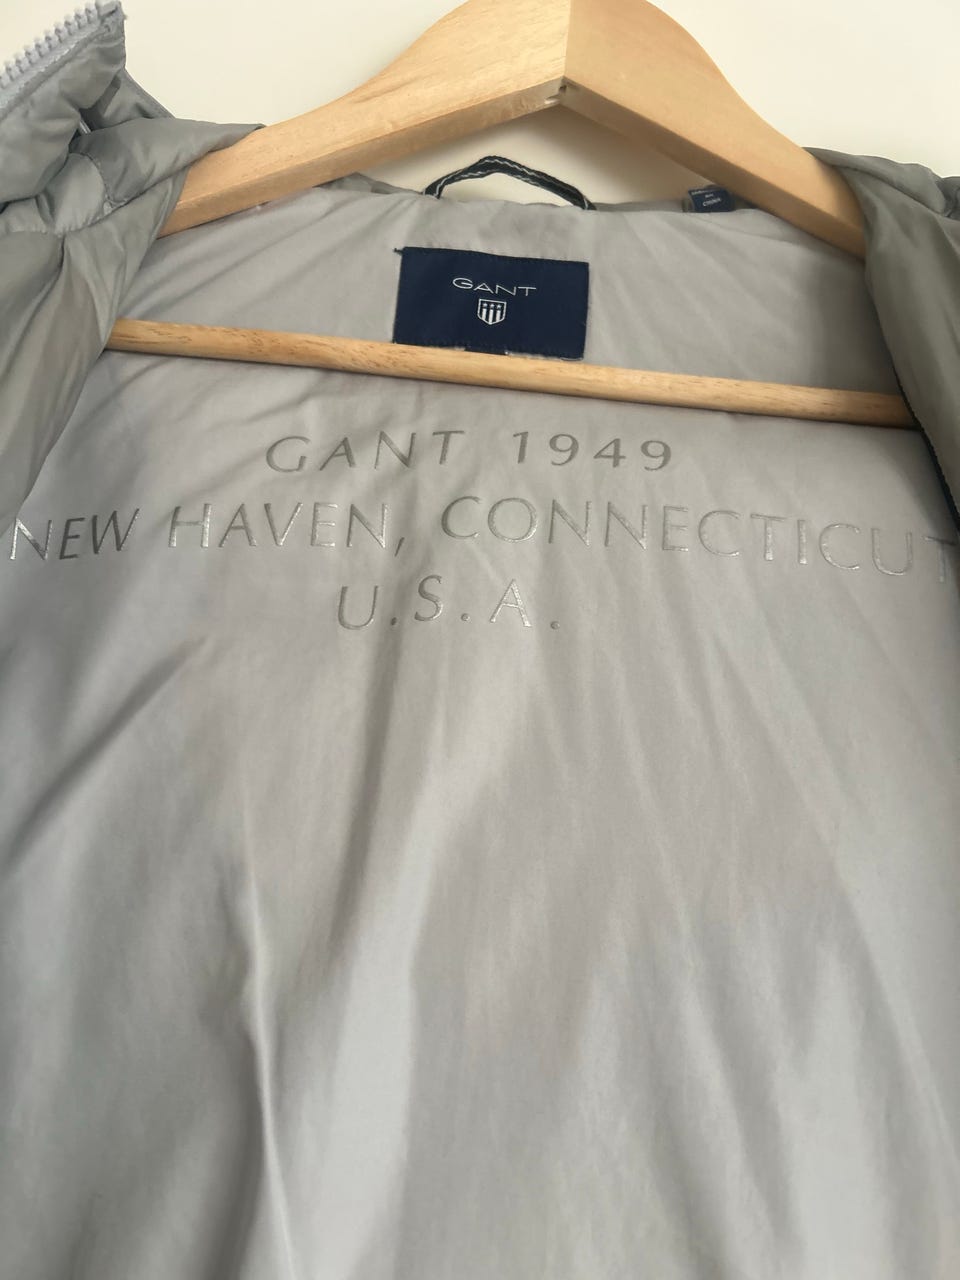 GANT
GANT 1949
NEW HAVEN, CONNECTICUT
U.S.A.